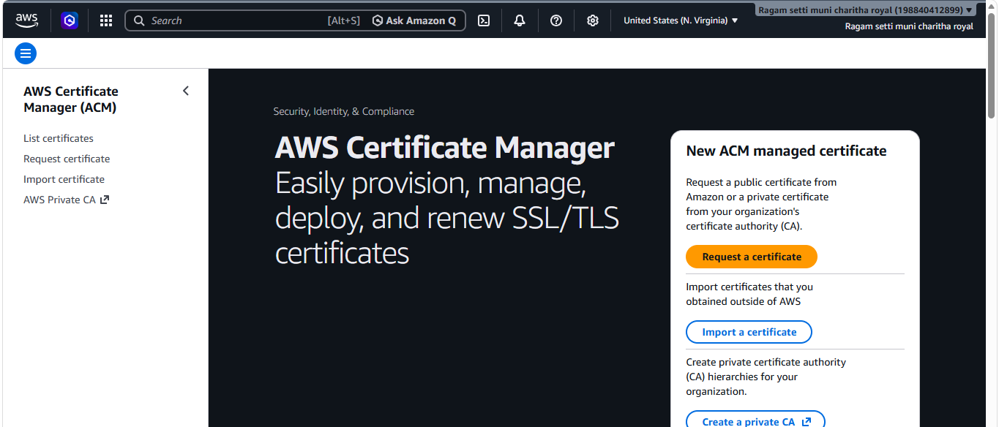 aws
Search [Alt+S] Ask Amazon Q
United States (N. Virginia) ▼
Ragam setti muni charitha royal (198840412899) ▼
Ragam setti muni charitha royal
AWS Certificate
Manager (ACM)
List certificates
Request certificate
Import certificate
AWS Private CA
Security, Identity, & Compliance
AWS Certificate Manager
Easily provision, manage,
deploy, and renew SSL/TLS
certificates
New ACM managed certificate
Request a public certificate from
Amazon or a private certificate
from your organization's
certificate authority (CA).
Request a certificate
Import certificates that you
obtained outside of AWS
Import a certificate
Create private certificate authority
(CA) hierarchies for your
organization.
Create a private CA